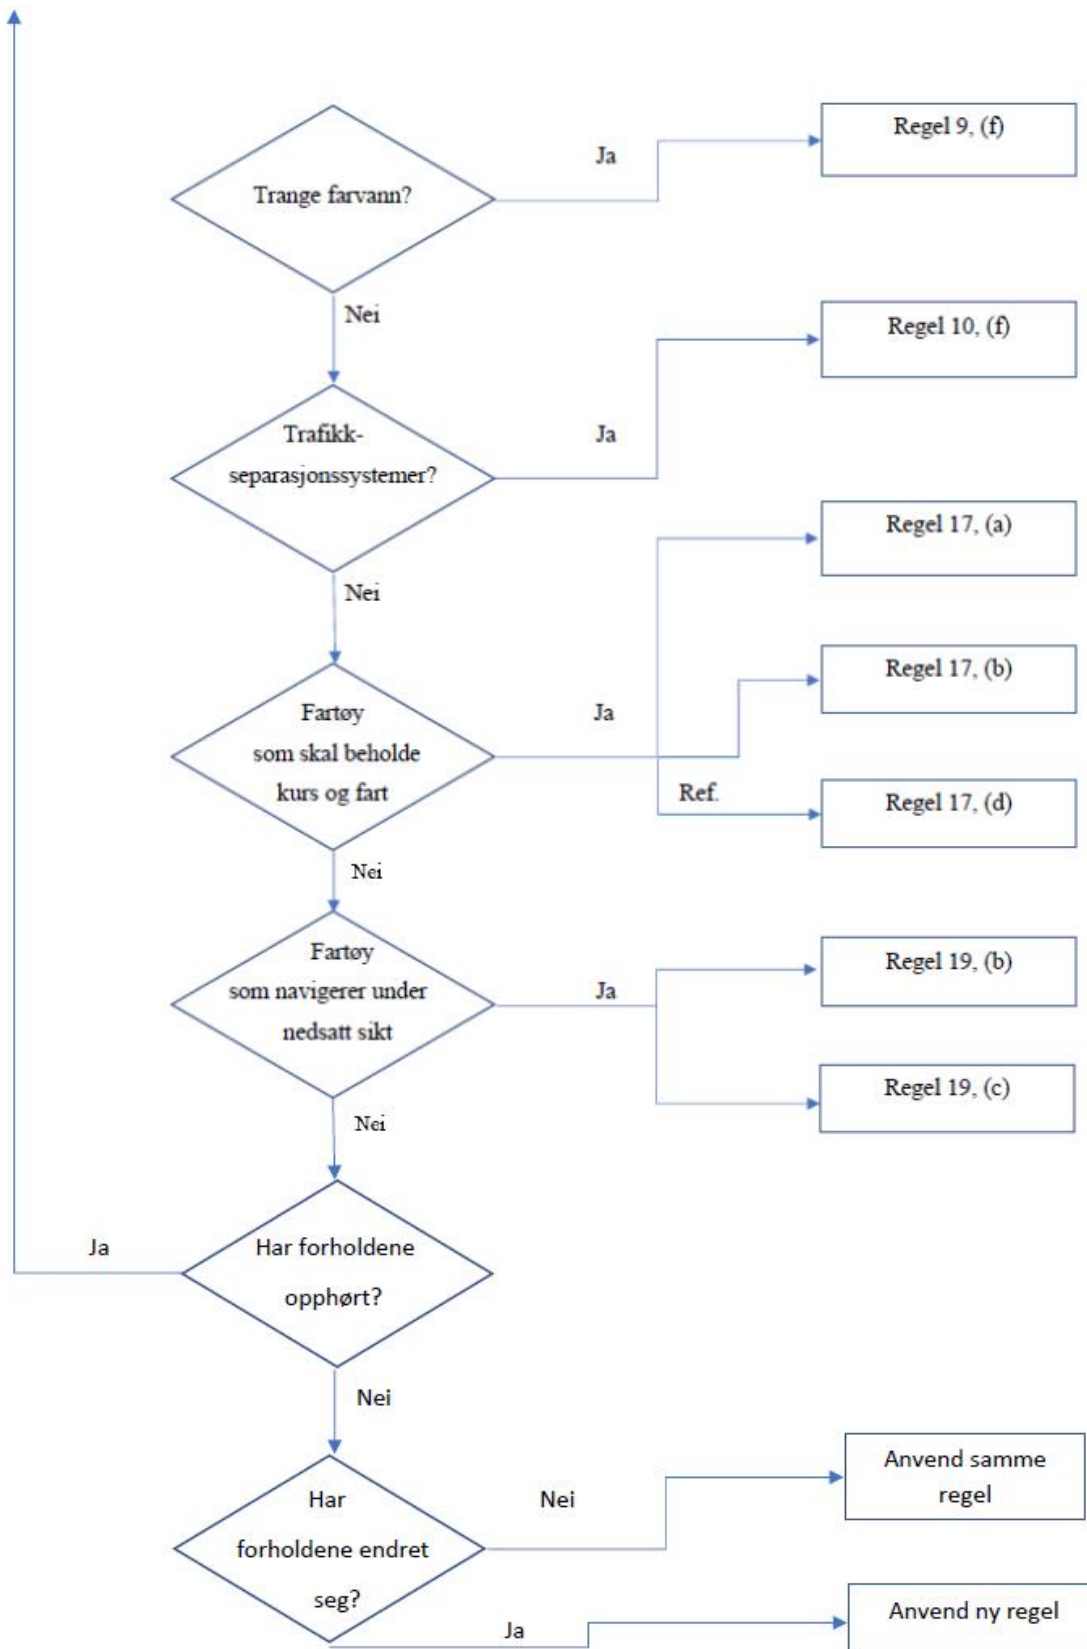 Regel 9, (f)
Ja
Trange farvann?
Nei
Regel 10, (f)
Trafikk-
separasjonssystemer?
Ja
Regel 17, (a)
Nei
Regel 17, (b)
Fartøy
som skal beholde
kurs og fart
Ja
Ref.
Regel 17, (d)
Nei
Fartøy
som navigerer under
nedsatt sikt
Ja
Regel 19, (b)
Regel 19, (c)
Nei
Ja
Har forholdene
opphørt?
Nei
Anvend samme
regel
Har
forholdene endret
seg?
Nei
Ja
Anvend ny regel